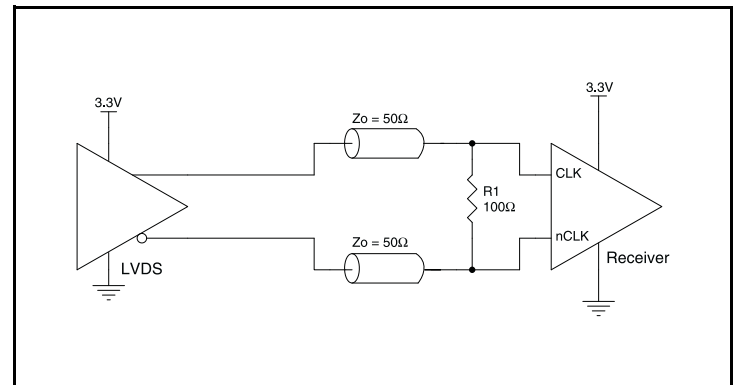 3.3V
3.3V
Zo = 50Ω
CLK
R1
100Ω
nCLK
Zo = 50Ω
LVDS
Receiver